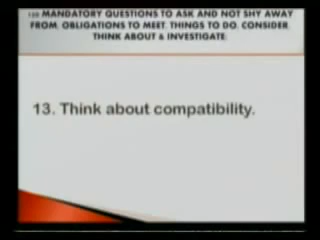 MANDATORY QUESTIONS TO ASK AND NOT SHY AWAY
FROM, OBLIGATIONS TO MEET, THINGS TO DO, CONSIDER,
THINK ABOUT & INVESTIGATE:
13. Think about compatibility.